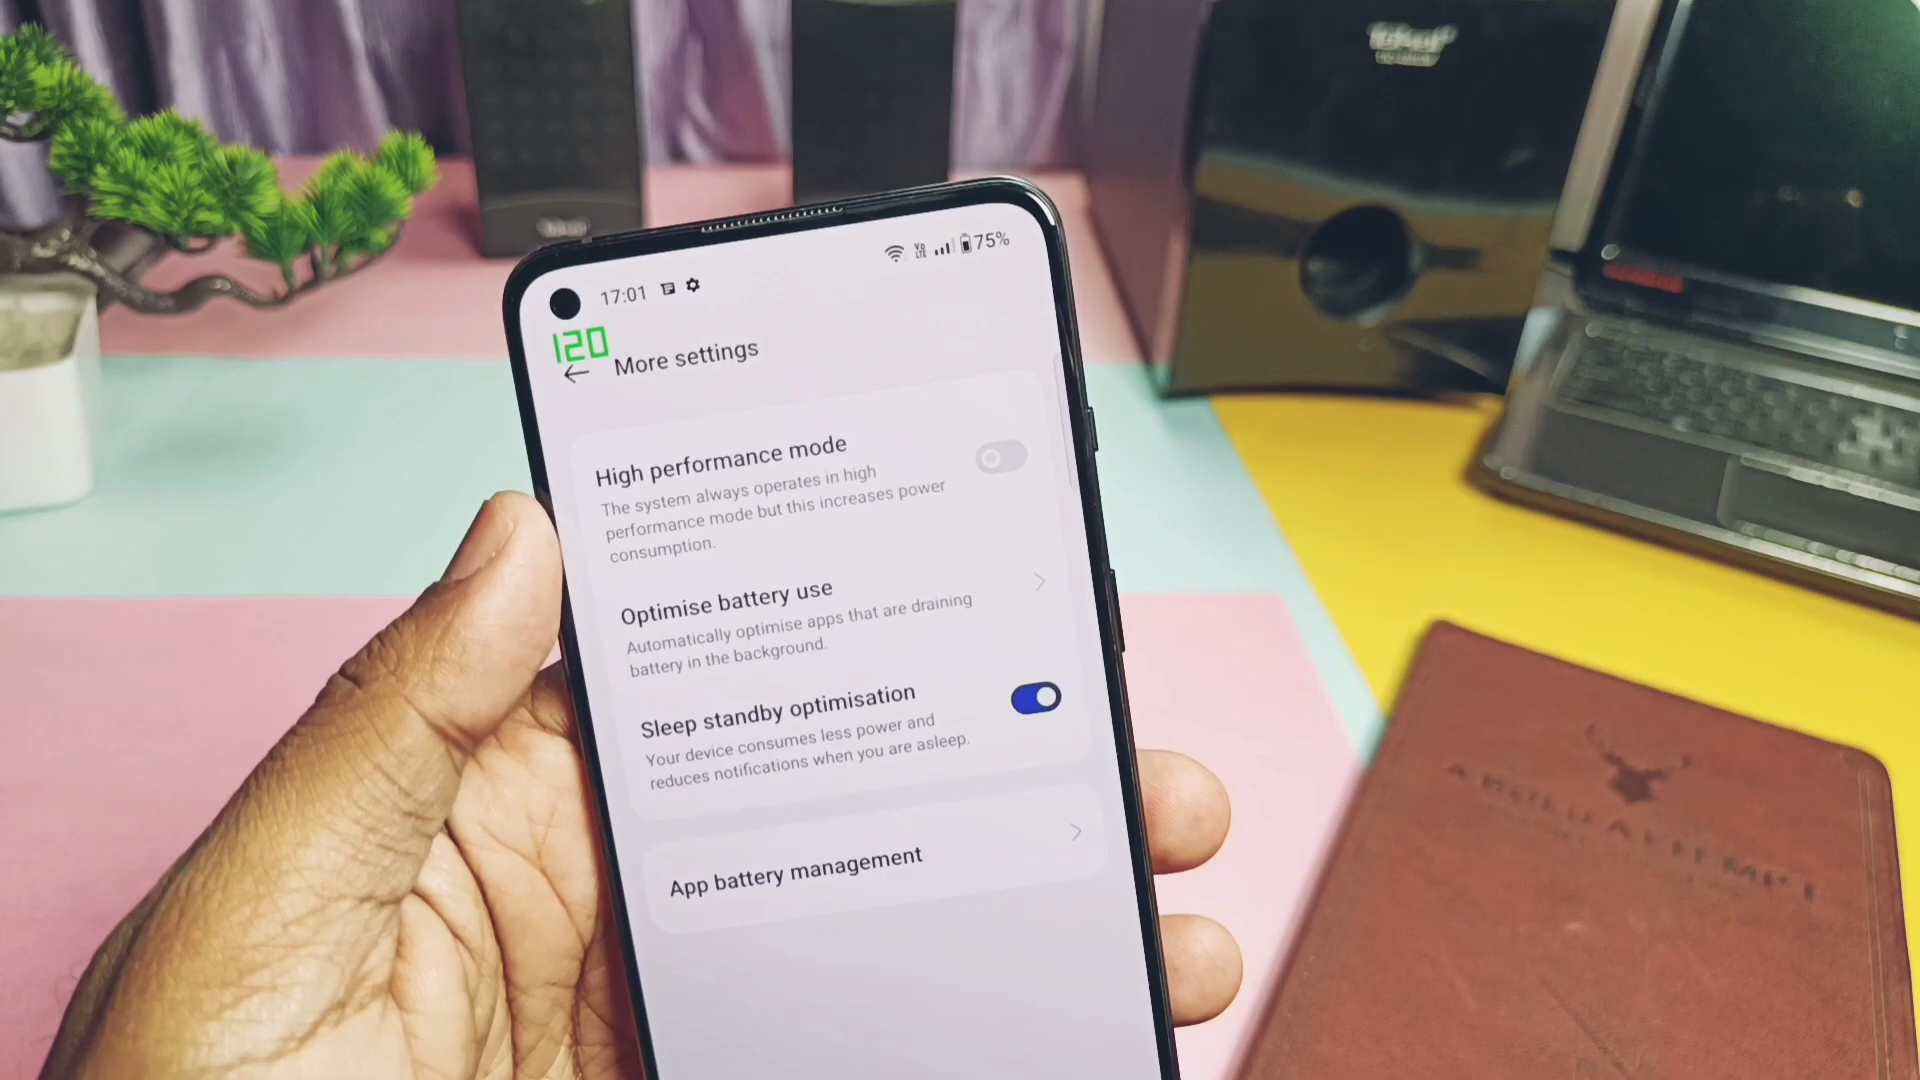 17:01
Vo
LTE
75%
120
More settings
High performance mode
The system always operates in high
performance mode but this increases power
consumption.
Optimise battery use
Automatically optimise apps that are draining
battery in the background.
Sleep standby optimisation
Your device consumes less power and
reduces notifications when you are asleep.
App battery management